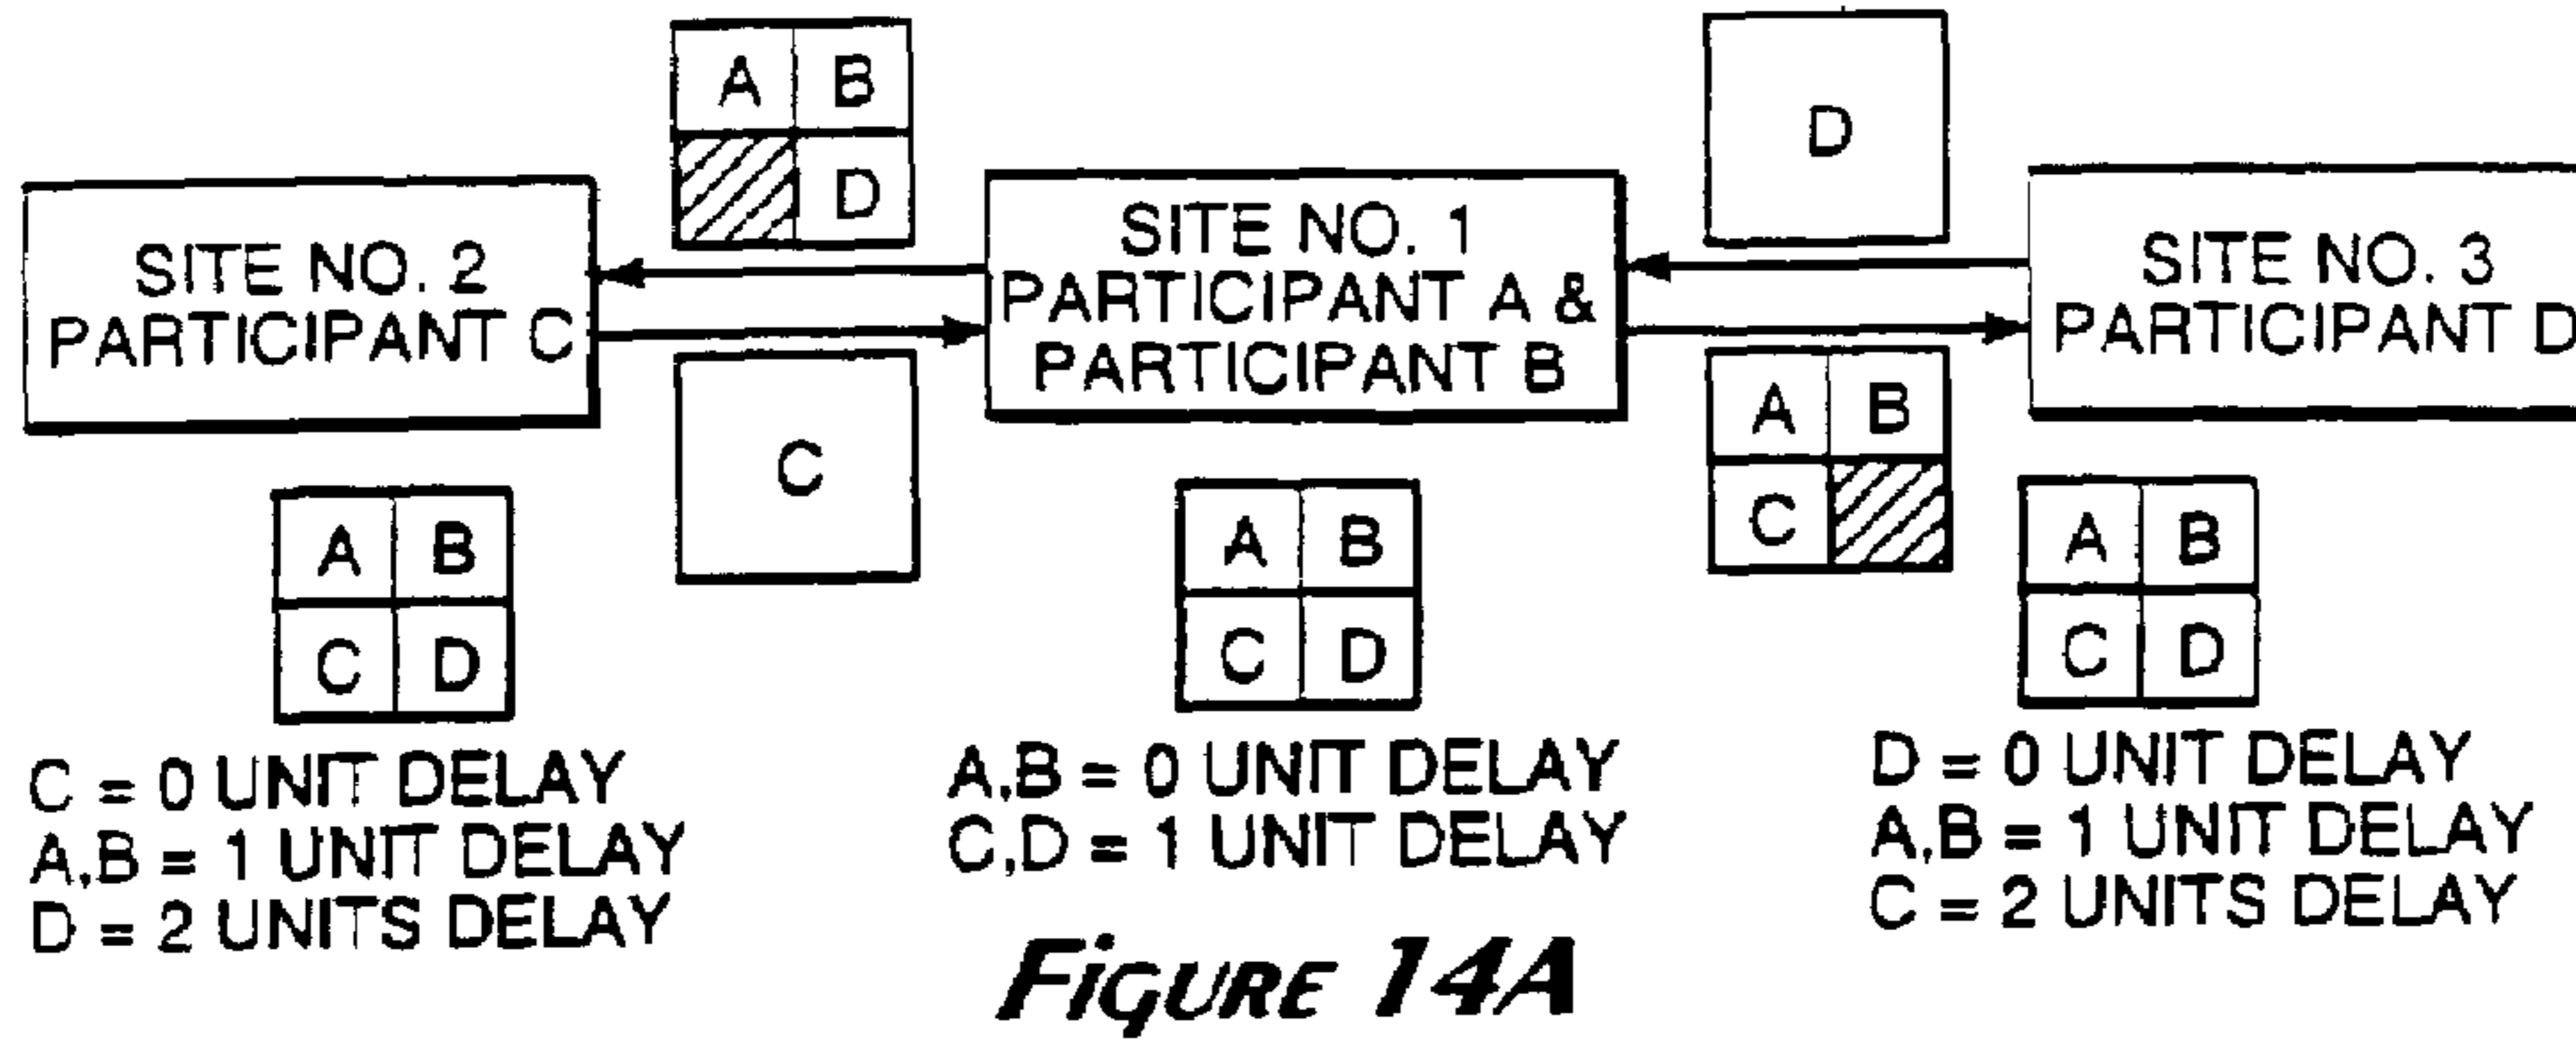 A B
D
D
SITE NO. 2
PARTICIPANT C
SITE NO. 1
PARTICIPANT A &
PARTICIPANT B
SITE NO. 3
PARTICIPANT D
C
A B
C
A B
C D
A B
C D
A B
C D
C = 0 UNIT DELAY
A,B = 1 UNIT DELAY
D = 2 UNITS DELAY
A,B = 0 UNIT DELAY
C,D = 1 UNIT DELAY
D = 0 UNIT DELAY
A,B = 1 UNIT DELAY
C = 2 UNITS DELAY
FIGURE 14A